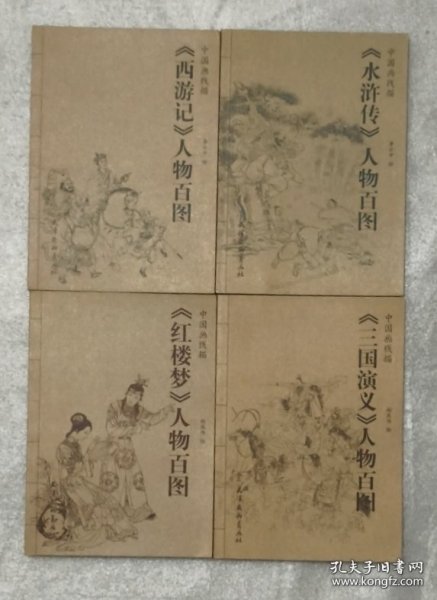 中国画线描
《西游记》人物百图
中国画线描
《水浒传》人物百图
中国画线描
《红楼梦》人物百图
中国画线描
《三国演义》人物百图
孔夫子旧书网
www.kongfz.com